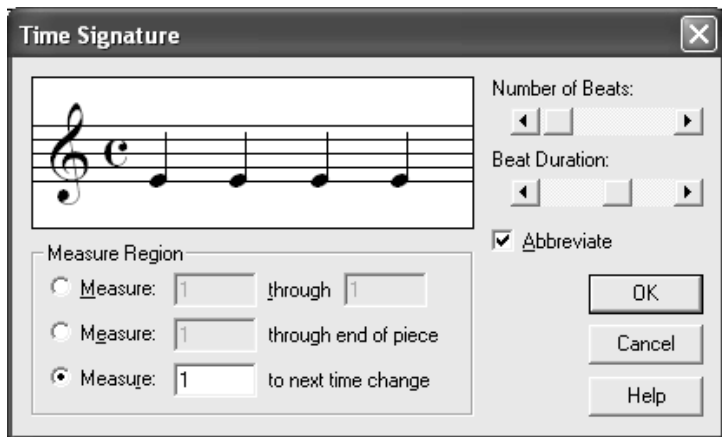 Time Signature
Number of Beats:
Beat Duration:
Abbreviate
Measure Region
Measure: 1 through 1
Measure: 1 through end of piece
Measure: 1 to next time change
OK
Cancel
Help